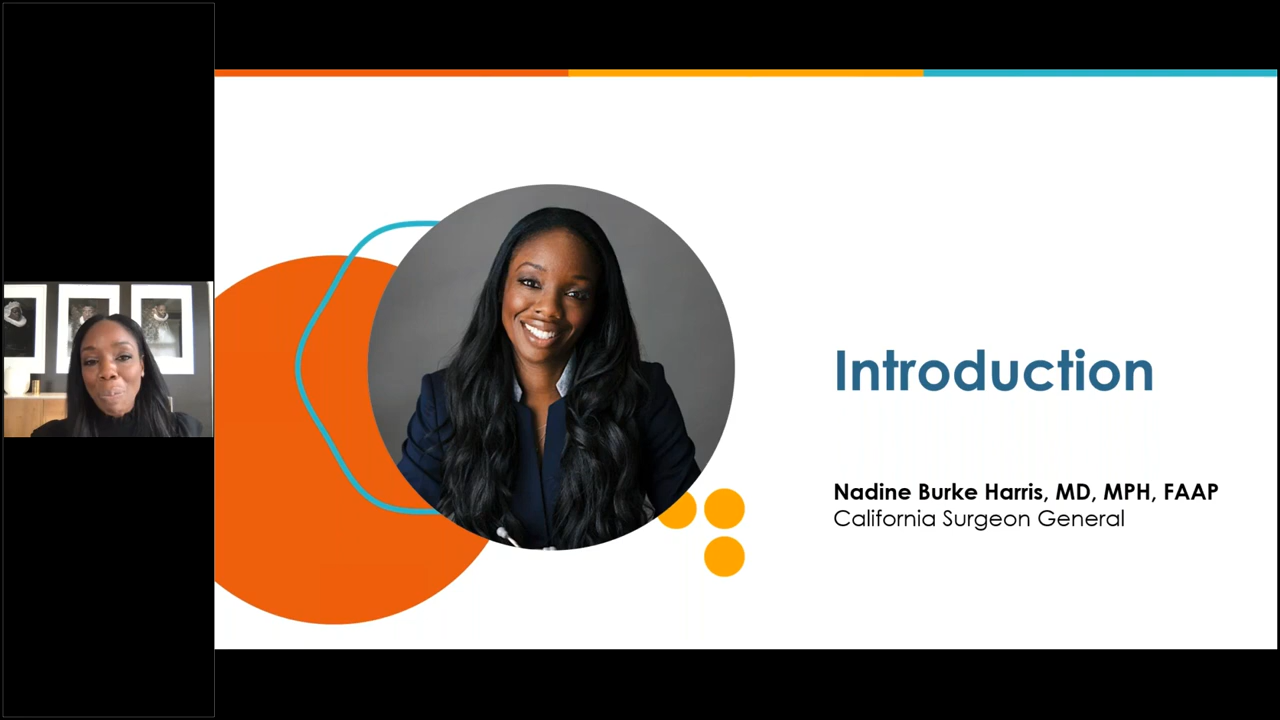 Introduction
Nadine Burke Harris, MD, MPH, FAAP
California Surgeon General